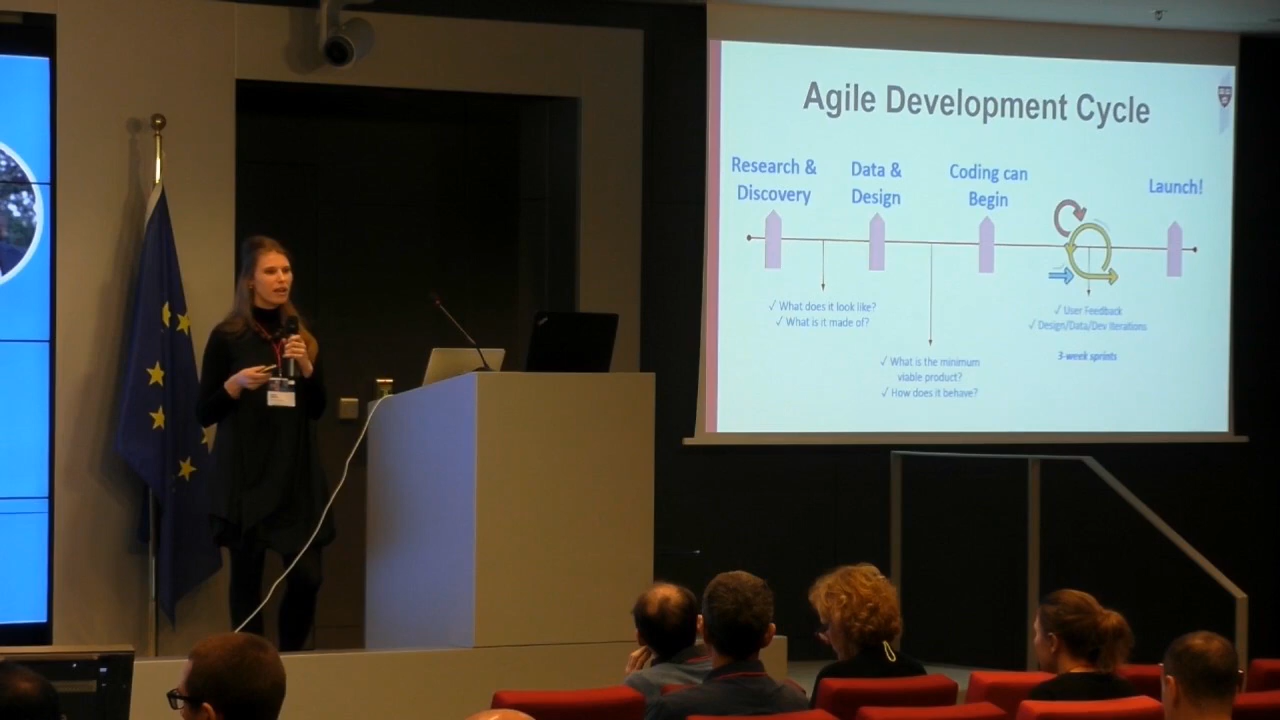 Agile Development Cycle
Research &
Discovery
Data &
Design
Coding can
Begin
Launch!
✓ What does it look like?
✓ What is it made of?
✓ User Feedback
✓ Design/Data/Dev Iterations
3-week sprints
✓ What is the minimum
viable product?
✓ How does it behave?